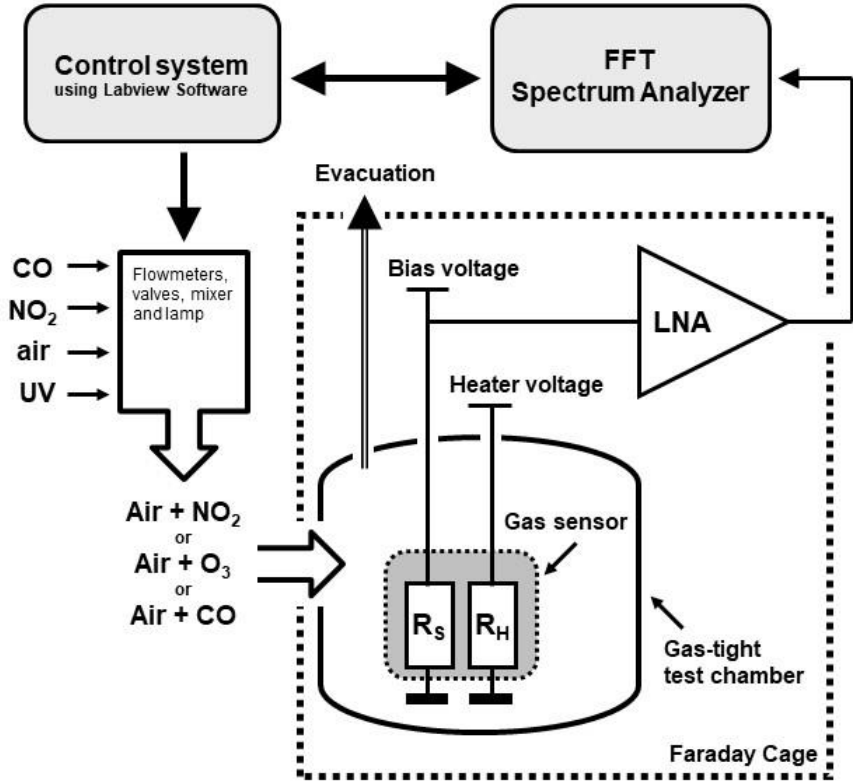 Control system
using Labview Software
FFT
Spectrum Analyzer
Evacuation
CO
NO₂
air
UV
Flowmeters,
valves, mixer
and lamp
Bias voltage
LNA
Heater voltage
Air + NO₂
or
Air + O₃
or
Air + CO
Gas sensor
R_S
R_H
Gas-tight
test chamber
Faraday Cage